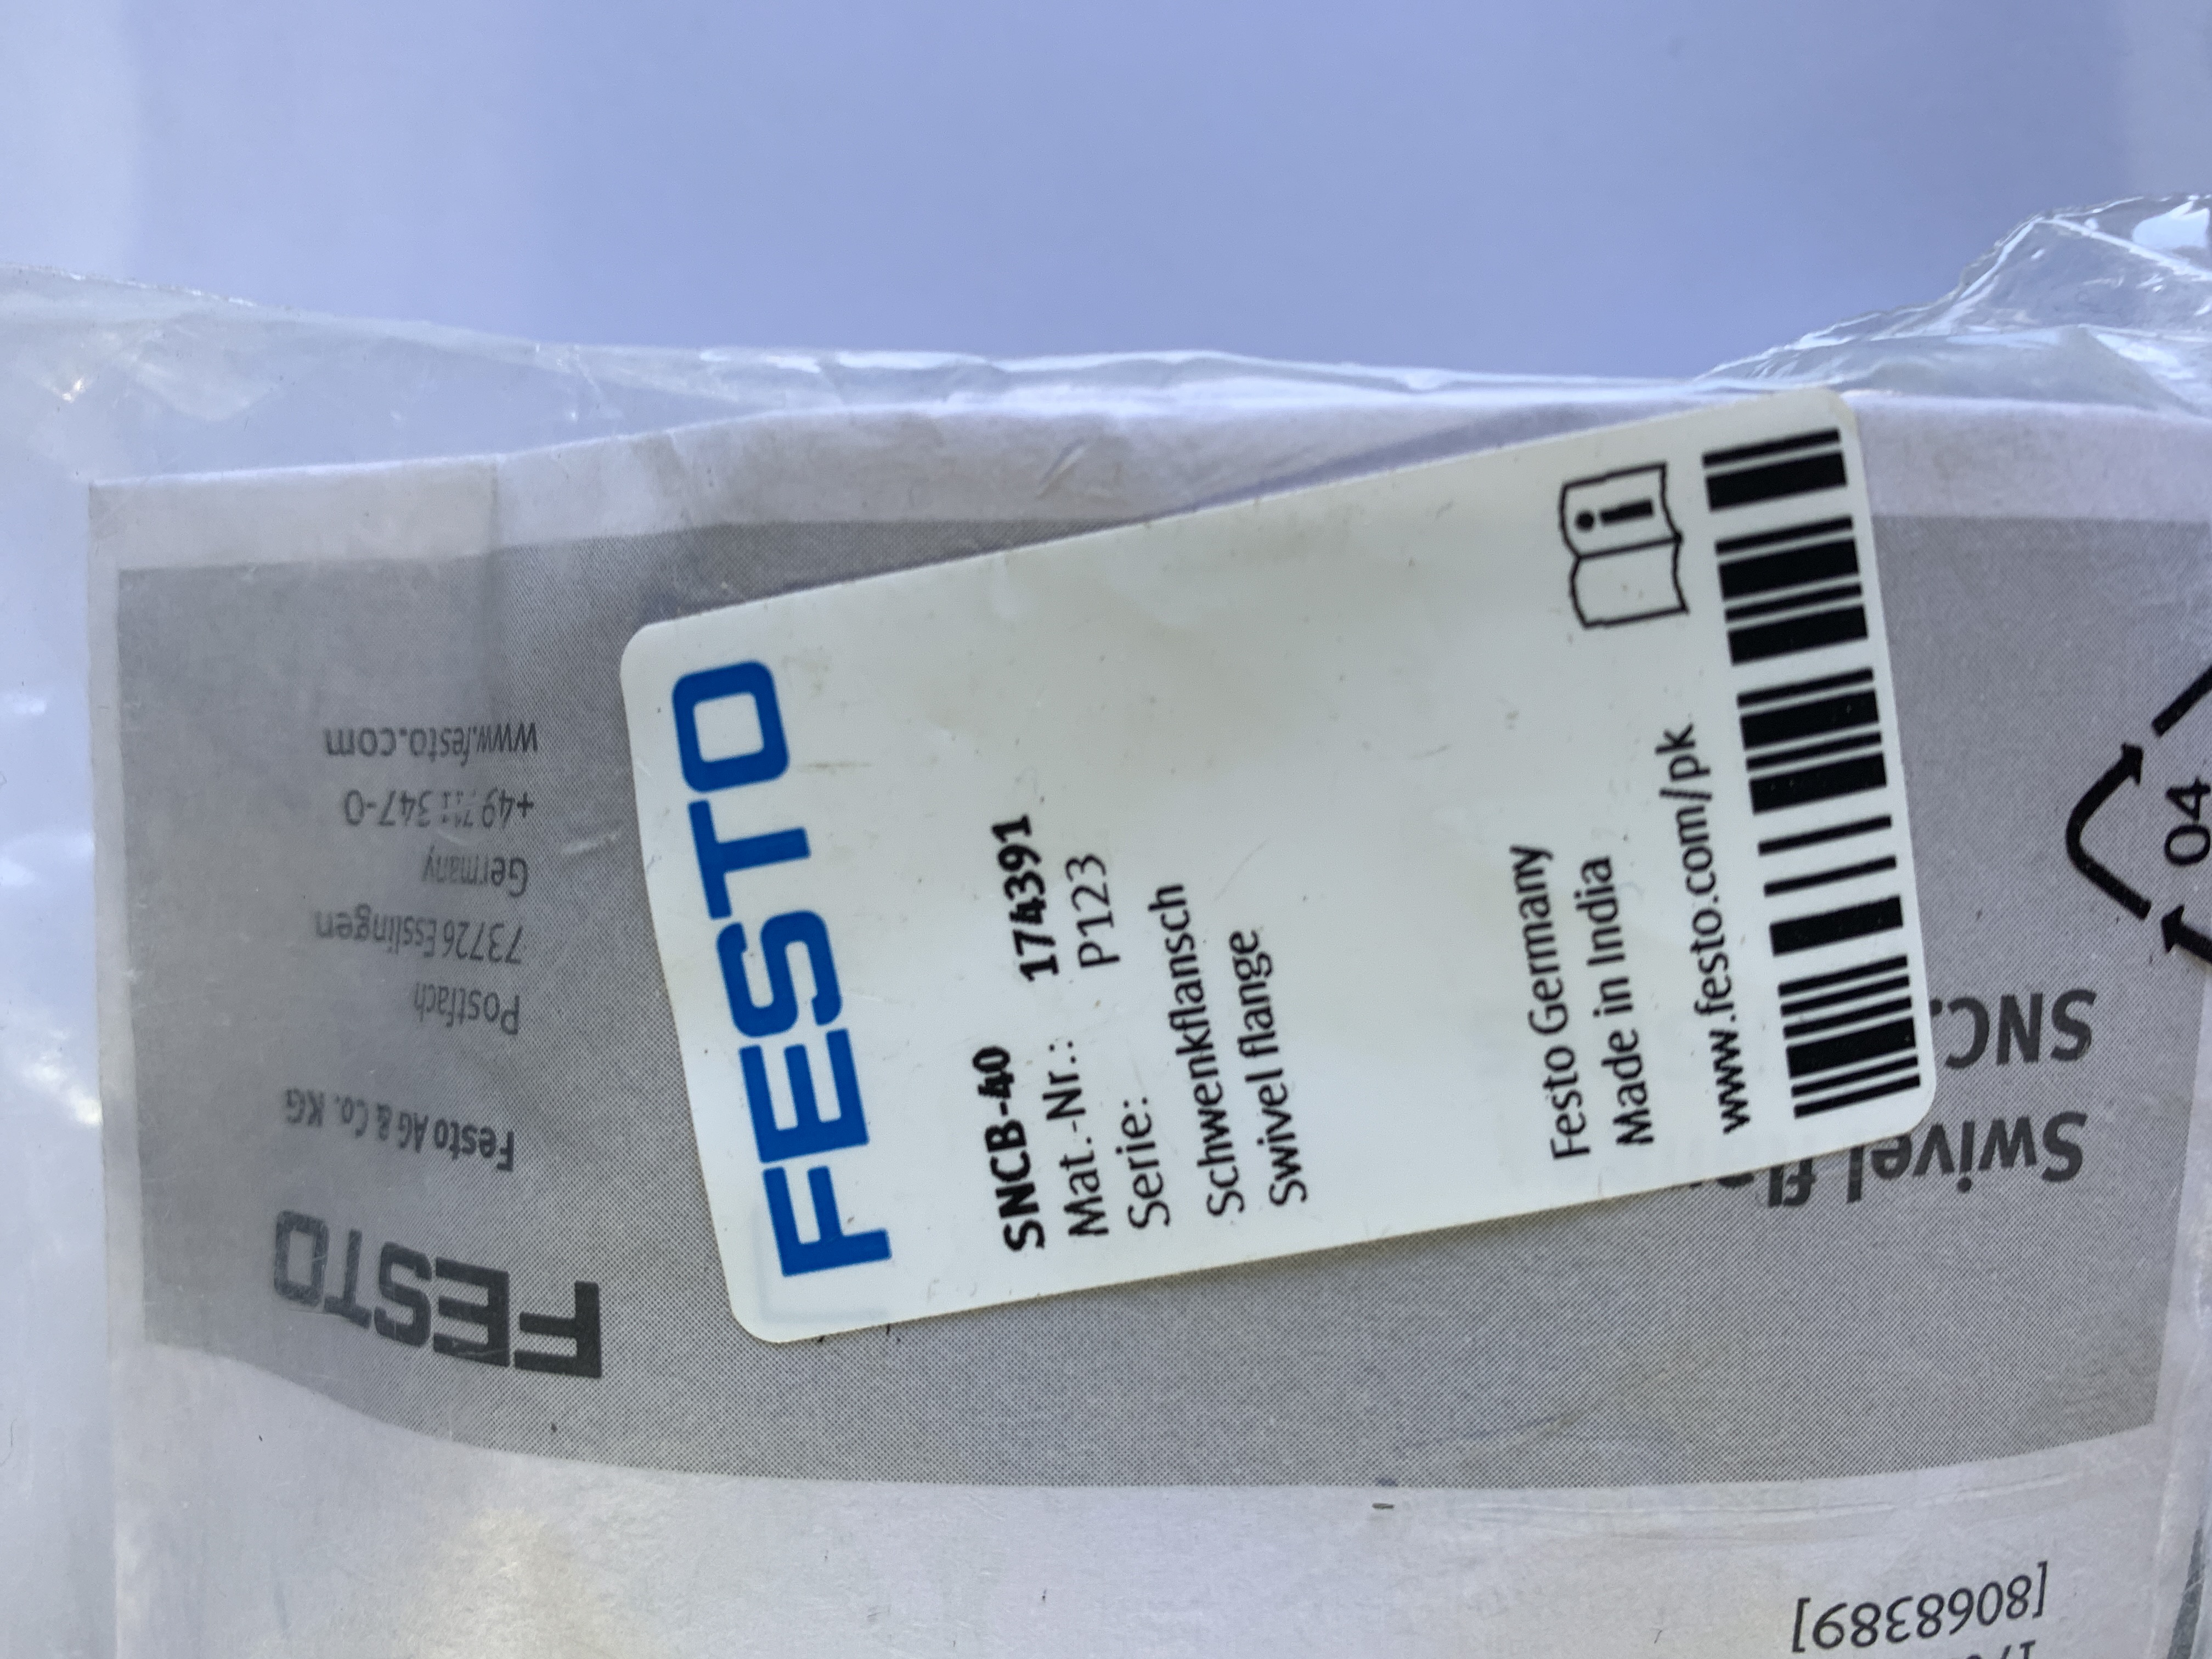 FESTO
SNCB-40
Mat.-Nr.: 174391
Serie: P123
Schwenkflansch
Swivel flange
Festo Germany
Made in India
www.festo.com/pk
FESTO
Festo AG & Co. KG
Postfach
73726 Esslingen
Germany
+49 711 347-0
www.festo.com
Swivel fl
SNC.
04
[8068389]